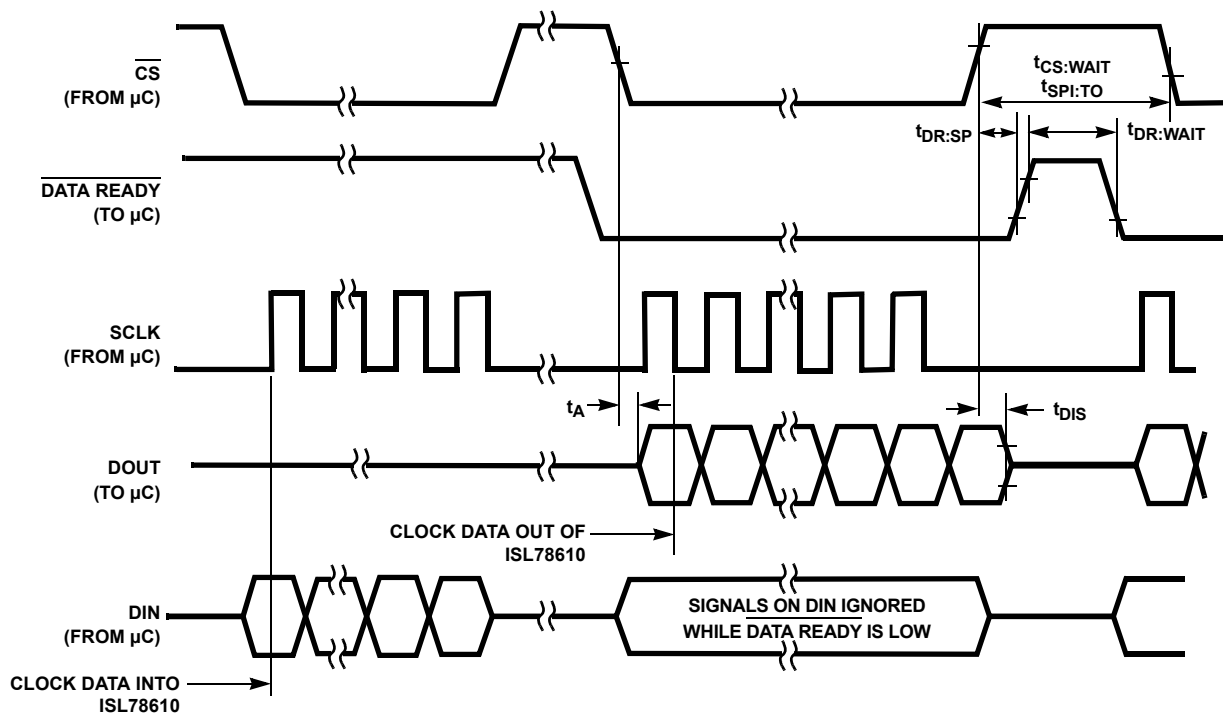 CS
(FROM µC)
tCS:WAIT
tSPI:TO
tDR:SP
tDR:WAIT
DATA READY
(TO µC)
SCLK
(FROM µC)
tA
tDIS
DOUT
(TO µC)
CLOCK DATA OUT OF
ISL78610
DIN
(FROM µC)
SIGNALS ON DIN IGNORED
WHILE DATA READY IS LOW
CLOCK DATA INTO
ISL78610